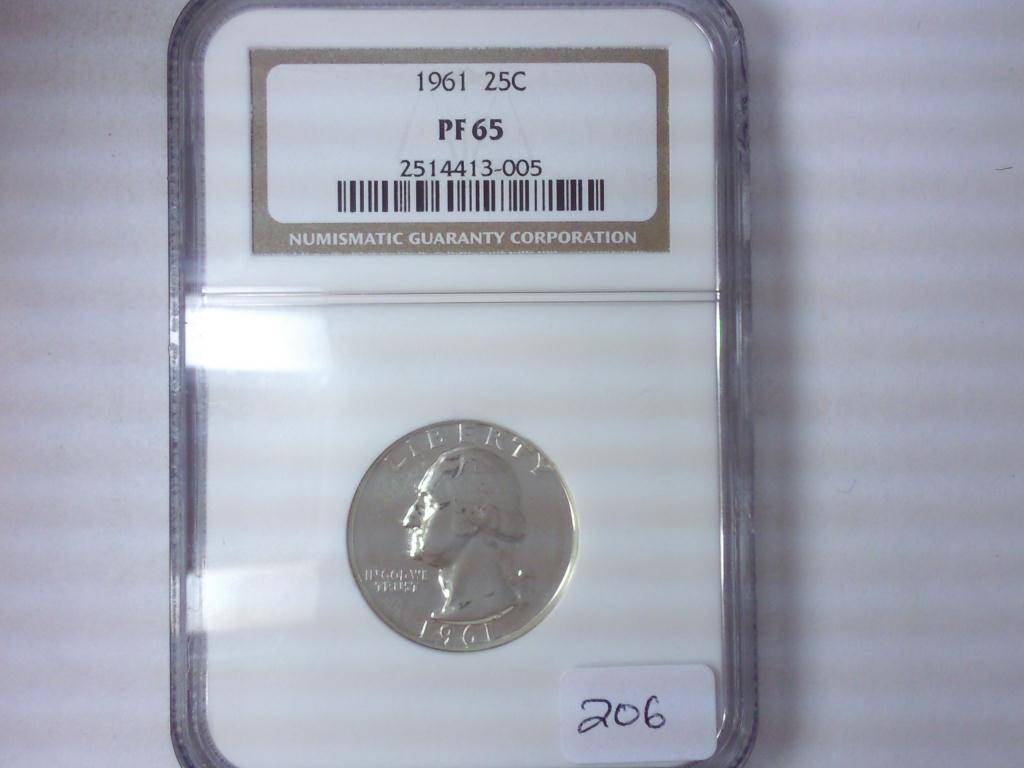 1961 25C
PF 65
2514413-005
NUMISMATIC GUARANTY CORPORATION
LIBERTY
IN GOD WE
TRUST
1961
206